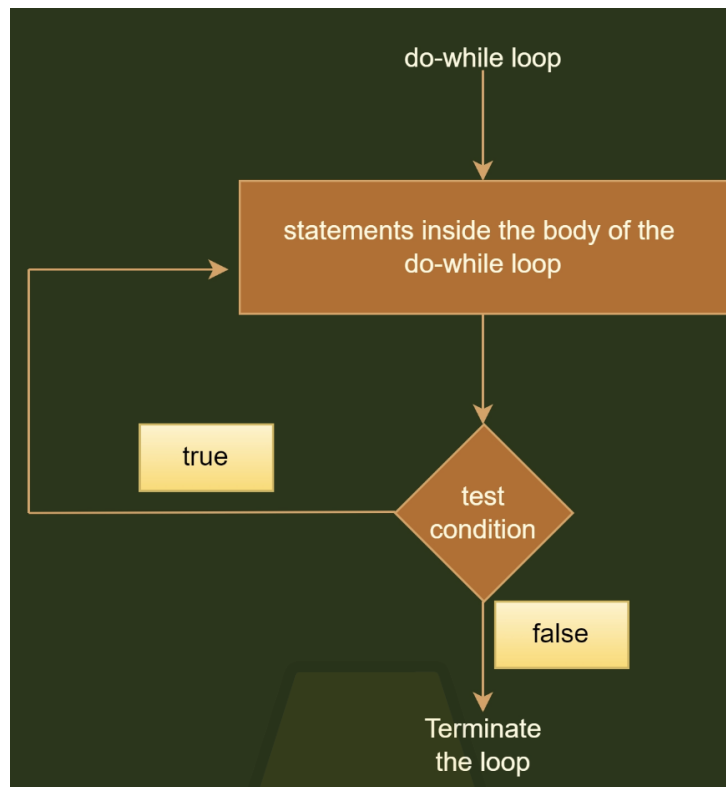 do-while loop
statements inside the body of the
do-while loop
true
test
condition
false
Terminate
the loop